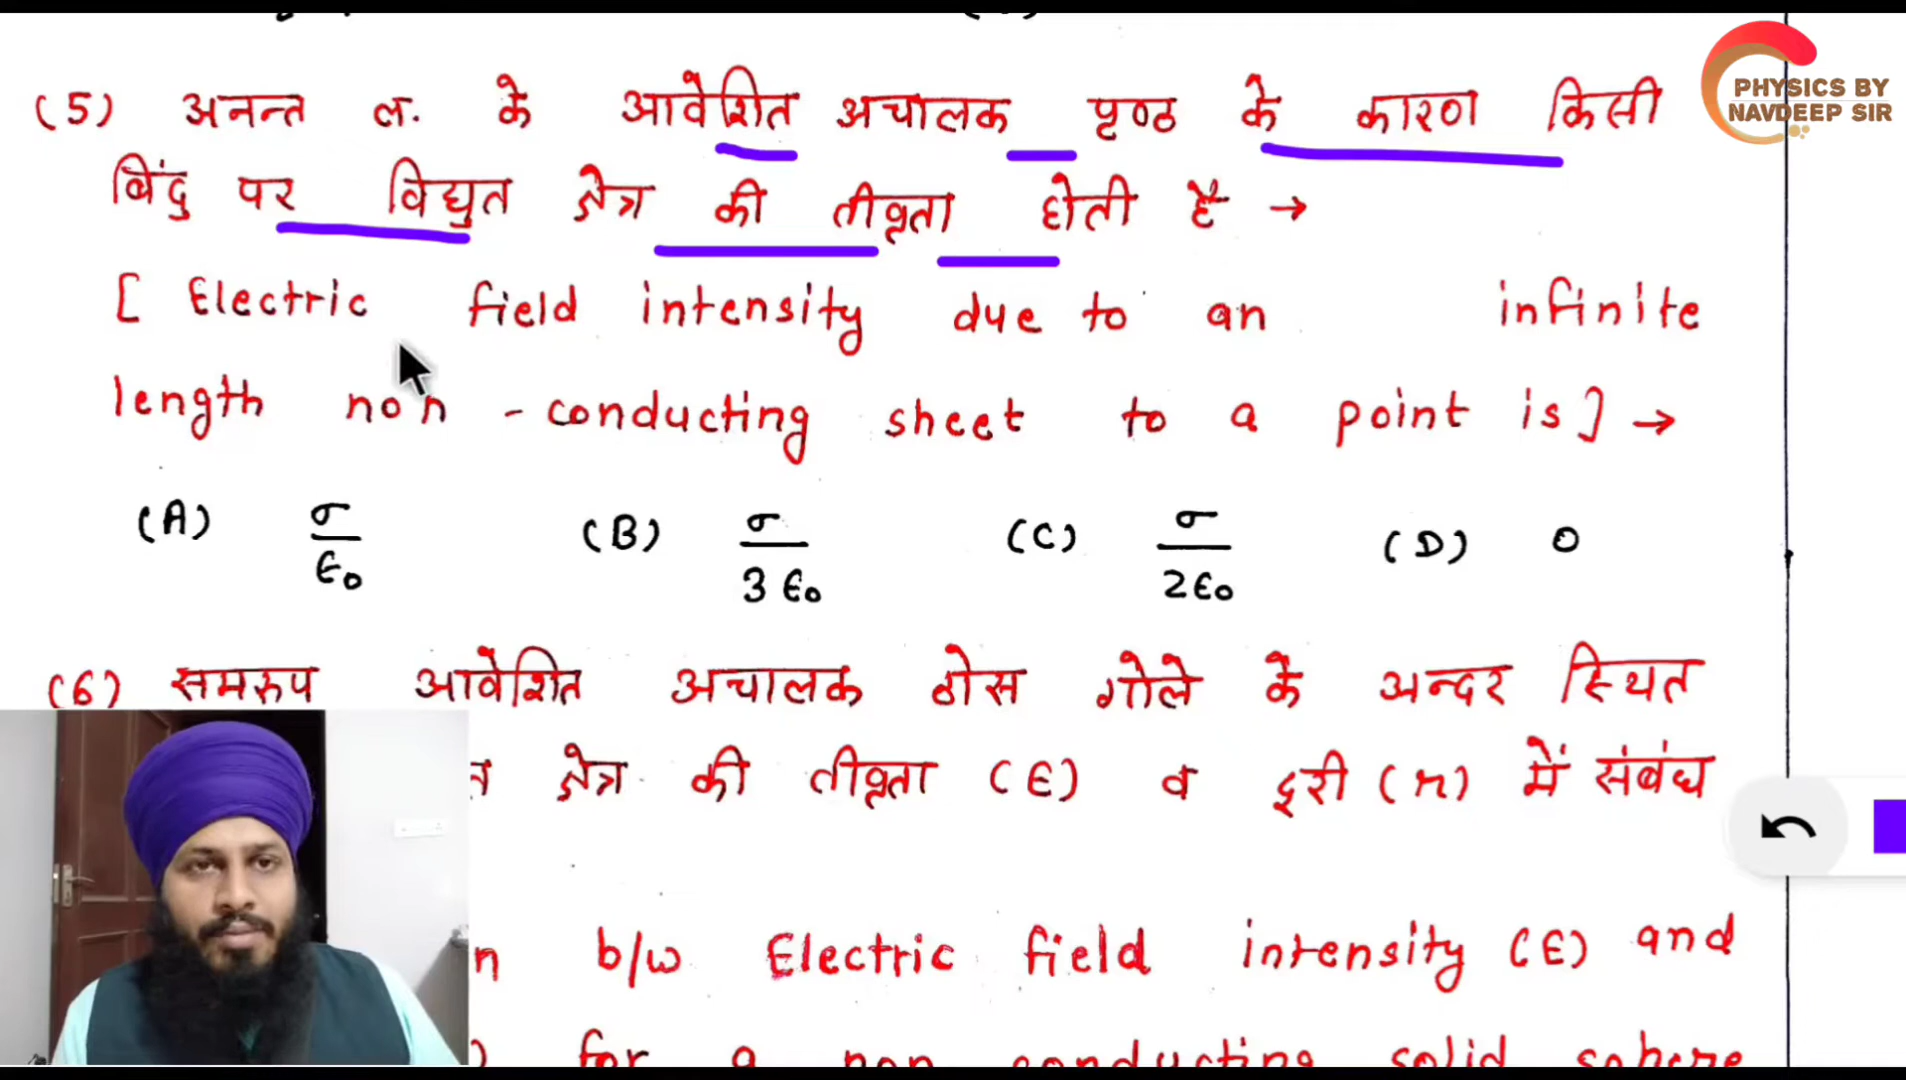 (5) अनन्त ल. के आवेशित अचालक पृष्ठ के कारण किसी
बिंदु पर विद्युत क्षेत्र की तीव्रता होती है →
[ Electric field intensity due to an infinite
length non - conducting sheet to a point is ] →
(A) σ/ϵ₀ (B) σ/3ϵ₀ (C) σ/2ϵ₀ (D) 0
(6) समरुप आवेशित अचालक ठोस गोले के अन्दर स्थित
क्षेत्र की तीव्रता (E) व दूरी (r) में संबंध
b/w Electric field intensity (E) and
for a non conducting solid sphere
PHYSICS BY
NAVDEEP SIR